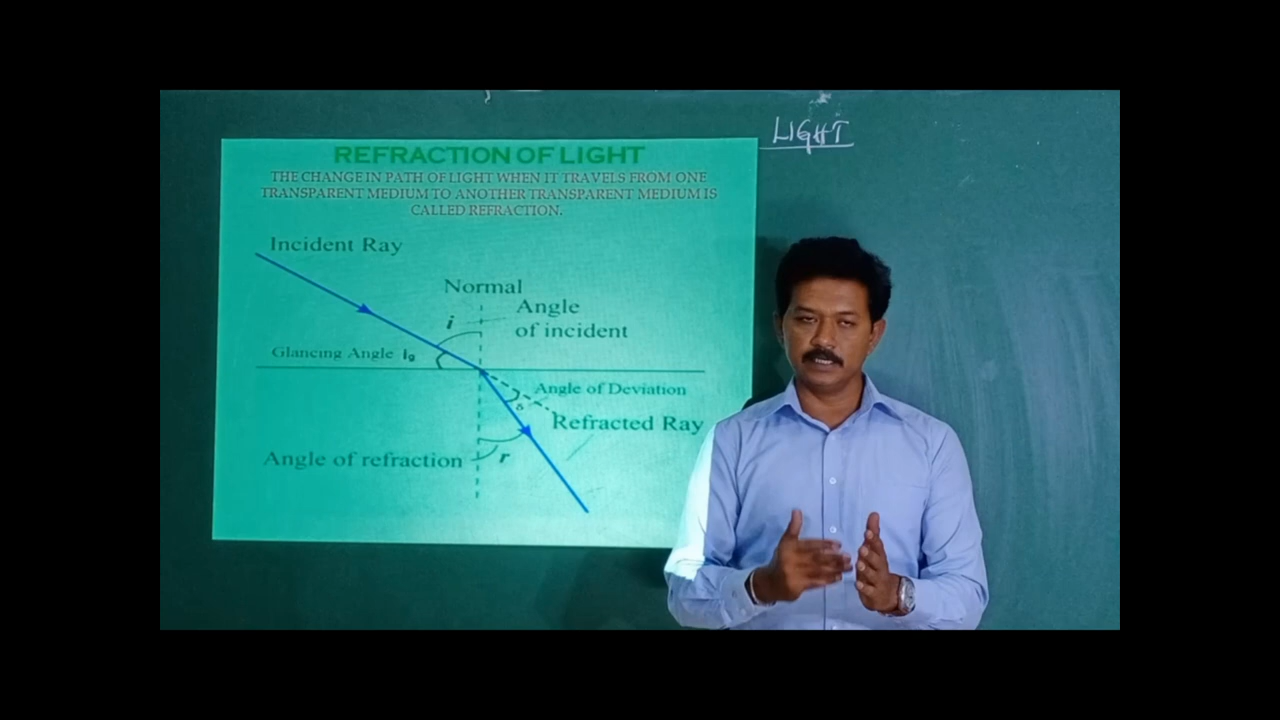 LIGHT
REFRACTION OF LIGHT
THE CHANGE IN PATH OF LIGHT WHEN IT TRAVELS FROM ONE
TRANSPARENT MEDIUM TO ANOTHER TRANSPARENT MEDIUM IS
CALLED REFRACTION.
Incident Ray
Normal
Angle
of incident
i
Glancing Angle ig
Angle of Deviation
δ
Refracted Ray
Angle of refraction
r